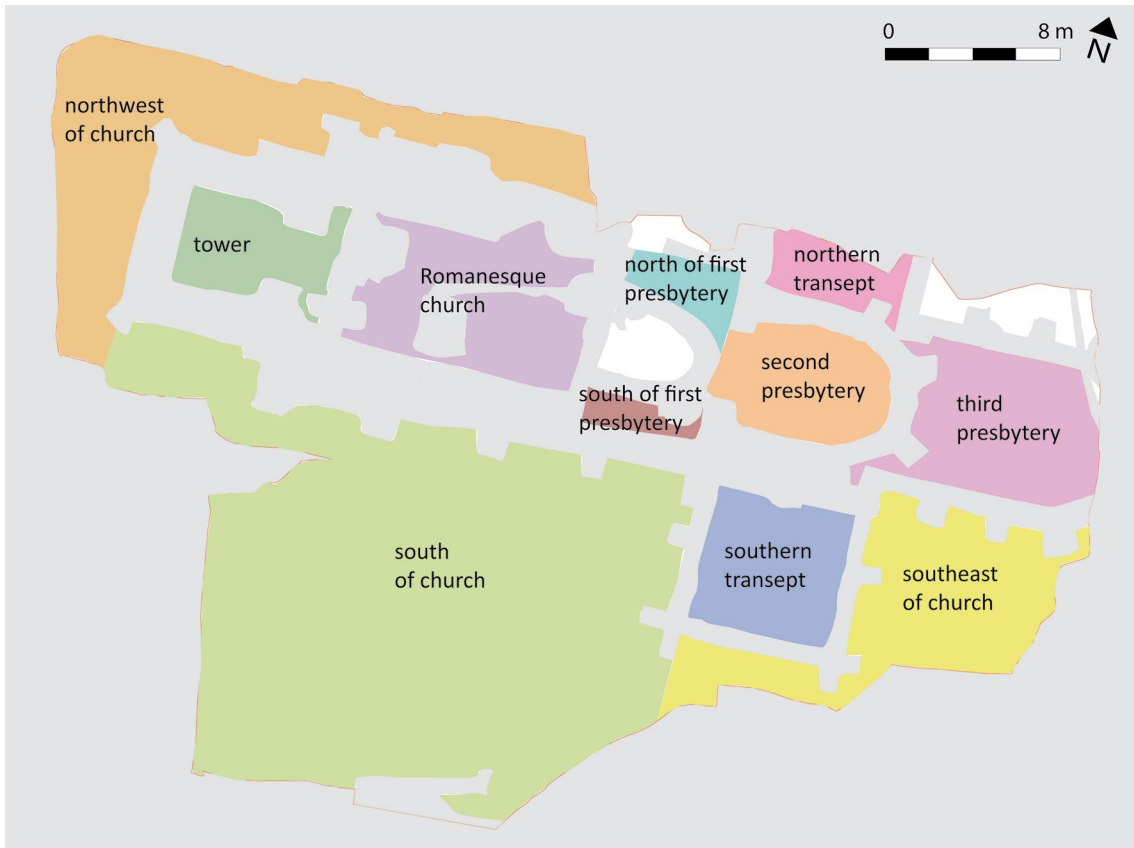 0 8 m
N
northwest
of church
tower
Romanesque
church
north of first
presbytery
northern
transept
second
presbytery
south of first
presbytery
third
presbytery
south
of church
southern
transept
southeast
of church